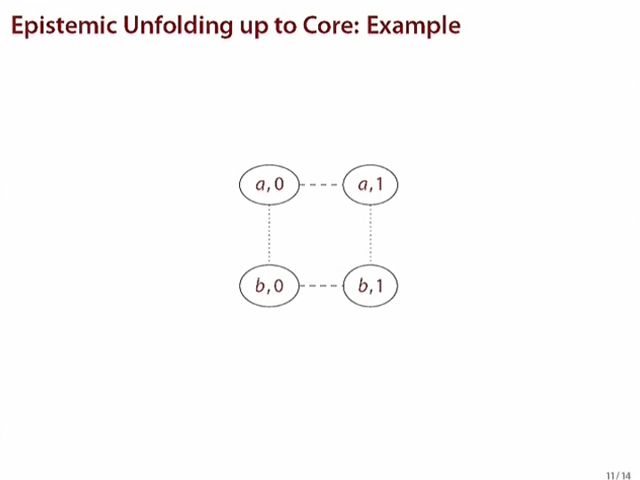 Epistemic Unfolding up to Core: Example
a, 0 a, 1
b, 0 b, 1
11 / 14